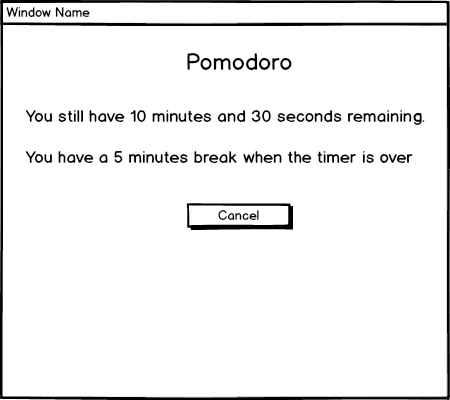 Window Name
Pomodoro
You still have 10 minutes and 30 seconds remaining.
You have a 5 minutes break when the timer is over
Cancel